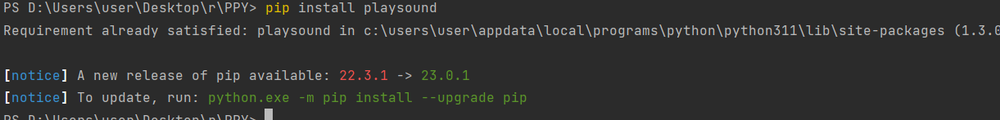 PS D:\Users\user\Desktop\r\PPY> pip install playsound
Requirement already satisfied: playsound in c:\users\user\appdata\local\programs\python\python311\lib\site-packages (1.3.0
[notice] A new release of pip available: 22.3.1 -> 23.0.1
[notice] To update, run: python.exe -m pip install --upgrade pip
PS D:\Users\user\Desktop\r\PPY>